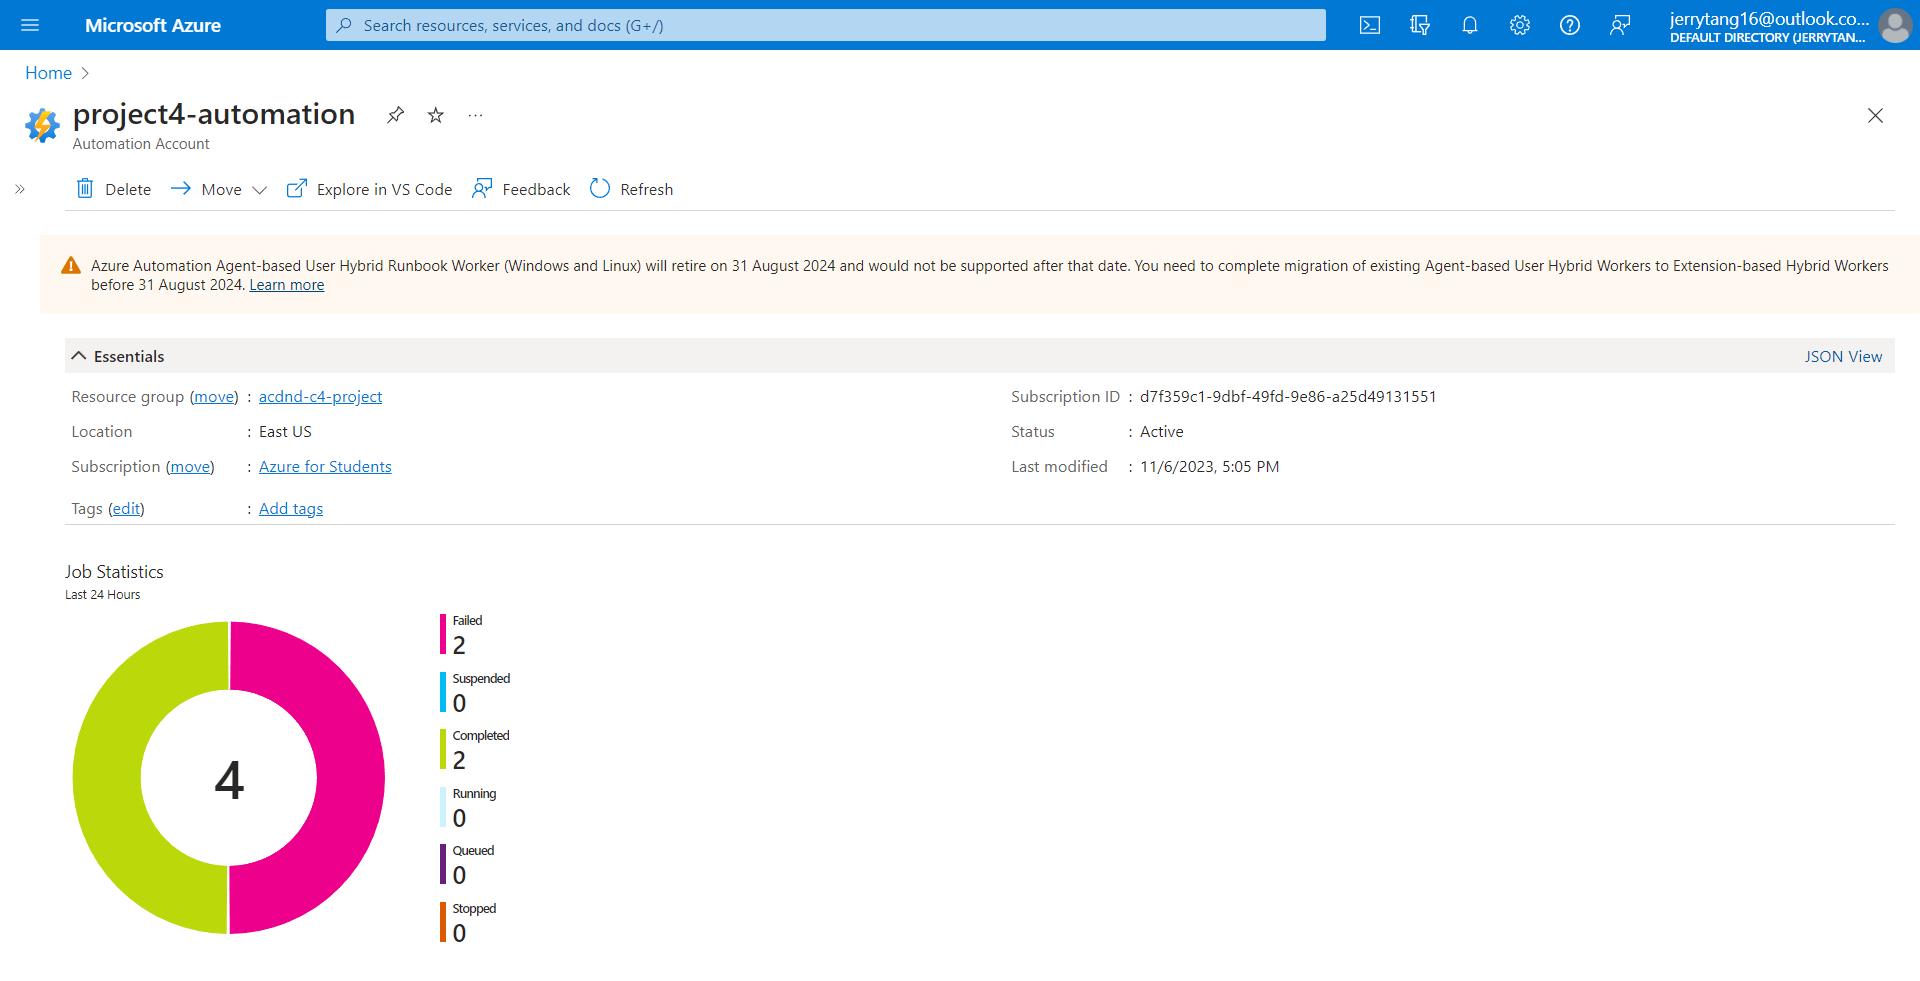 Microsoft Azure
Search resources, services, and docs (G+/)
jerrytang16@outlook.co...
DEFAULT DIRECTORY (JERRYTAN...
Home
project4-automation
...
Automation Account
Delete
Move
Explore in VS Code
Feedback
Refresh
Azure Automation Agent-based User Hybrid Runbook Worker (Windows and Linux) will retire on 31 August 2024 and would not be supported after that date. You need to complete migration of existing Agent-based User Hybrid Workers to Extension-based Hybrid Workers
before 31 August 2024. Learn more
Essentials
JSON View
Resource group (move) : acdnd-c4-project
Location : East US
Subscription (move) : Azure for Students
Tags (edit) : Add tags
Subscription ID : d7f359c1-9dbf-49fd-9e86-a25d49131551
Status : Active
Last modified : 11/6/2023, 5:05 PM
Job Statistics
Last 24 Hours
4
Failed
2
Suspended
0
Completed
2
Running
0
Queued
0
Stopped
0